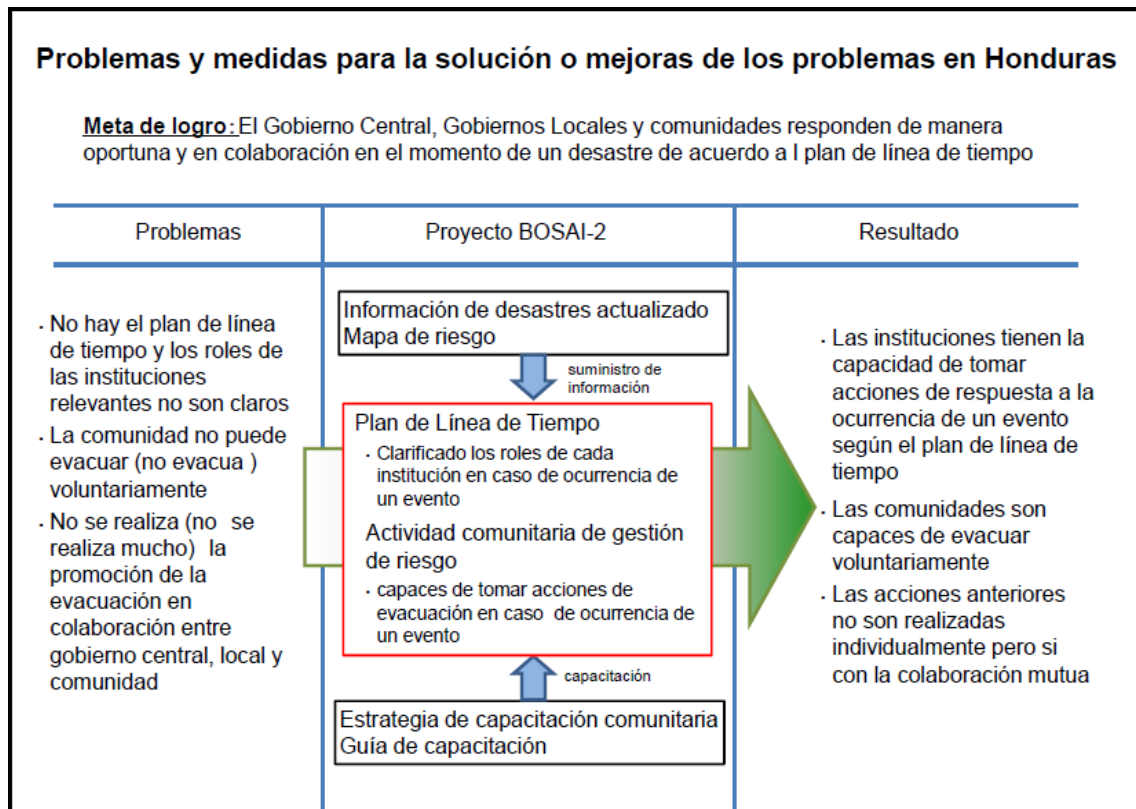 Problemas y medidas para la solución o mejoras de los problemas en Honduras
Meta de logro: El Gobierno Central, Gobiernos Locales y comunidades responden de manera
oportuna y en colaboración en el momento de un desastre de acuerdo a l plan de línea de tiempo
Problemas
Proyecto BOSAI-2
Resultado
· No hay el plan de línea
de tiempo y los roles de
las instituciones
relevantes no son claros
· La comunidad no puede
evacuar (no evacua )
voluntariamente
· No se realiza (no se
realiza mucho) la
promoción de la
evacuación en
colaboración entre
gobierno central, local y
comunidad
Información de desastres actualizado
Mapa de riesgo
suministro de
información
Plan de Línea de Tiempo
· Clarificado los roles de cada
institución en caso de ocurrencia de
un evento
Actividad comunitaria de gestión
de riesgo
· capaces de tomar acciones de
evacuación en caso de ocurrencia de
un evento
capacitación
Estrategia de capacitación comunitaria
Guía de capacitación
· Las instituciones tienen la
capacidad de tomar
acciones de respuesta a la
ocurrencia de un evento
según el plan de línea de
tiempo
· Las comunidades son
capaces de evacuar
voluntariamente
· Las acciones anteriores
no son realizadas
individualmente pero si
con la colaboración mutua